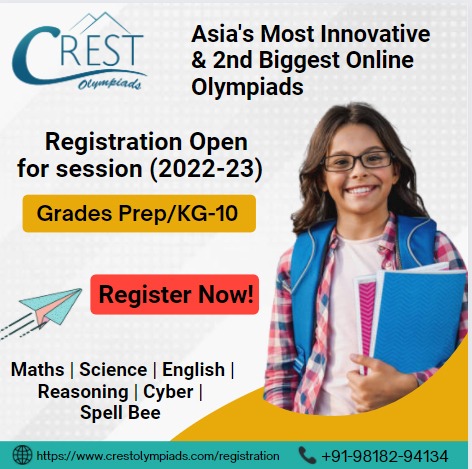 CREST
Olympiads
Asia's Most Innovative
& 2nd Biggest Online
Olympiads
Registration Open
for session (2022-23)
Grades Prep/KG-10
Register Now!
Maths | Science | English |
Reasoning | Cyber |
Spell Bee
https://www.crestolympiads.com/registration
+91-98182-94134